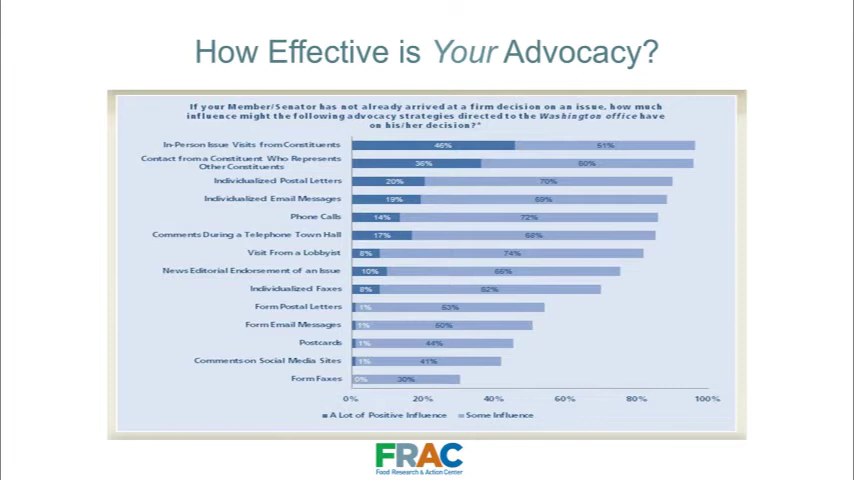 How Effective is Your Advocacy?
If your Member/Senator has not already arrived at a firm decision on an issue, how much
influence might the following advocacy strategies directed to the Washington office have
on his/her decision?*
In-Person Issue Visits from Constituents 46% 51%
Contact from a Constituent Who Represents
Other Constituents 36% 60%
Individualized Postal Letters 20% 70%
Individualized Email Messages 19% 69%
Phone Calls 14% 72%
Comments During a Telephone Town Hall 17% 68%
Visit From a Lobbyist 8% 74%
News Editorial Endorsement of an Issue 10% 66%
Individualized Faxes 8% 62%
Form Postal Letters 1% 53%
Form Email Messages 1% 50%
Postcards 1% 44%
Comments on Social Media Sites 1% 41%
Form Faxes 0% 30%
0% 20% 40% 60% 80% 100%
A Lot of Positive Influence Some Influence
FRAC
Food Research & Action Center